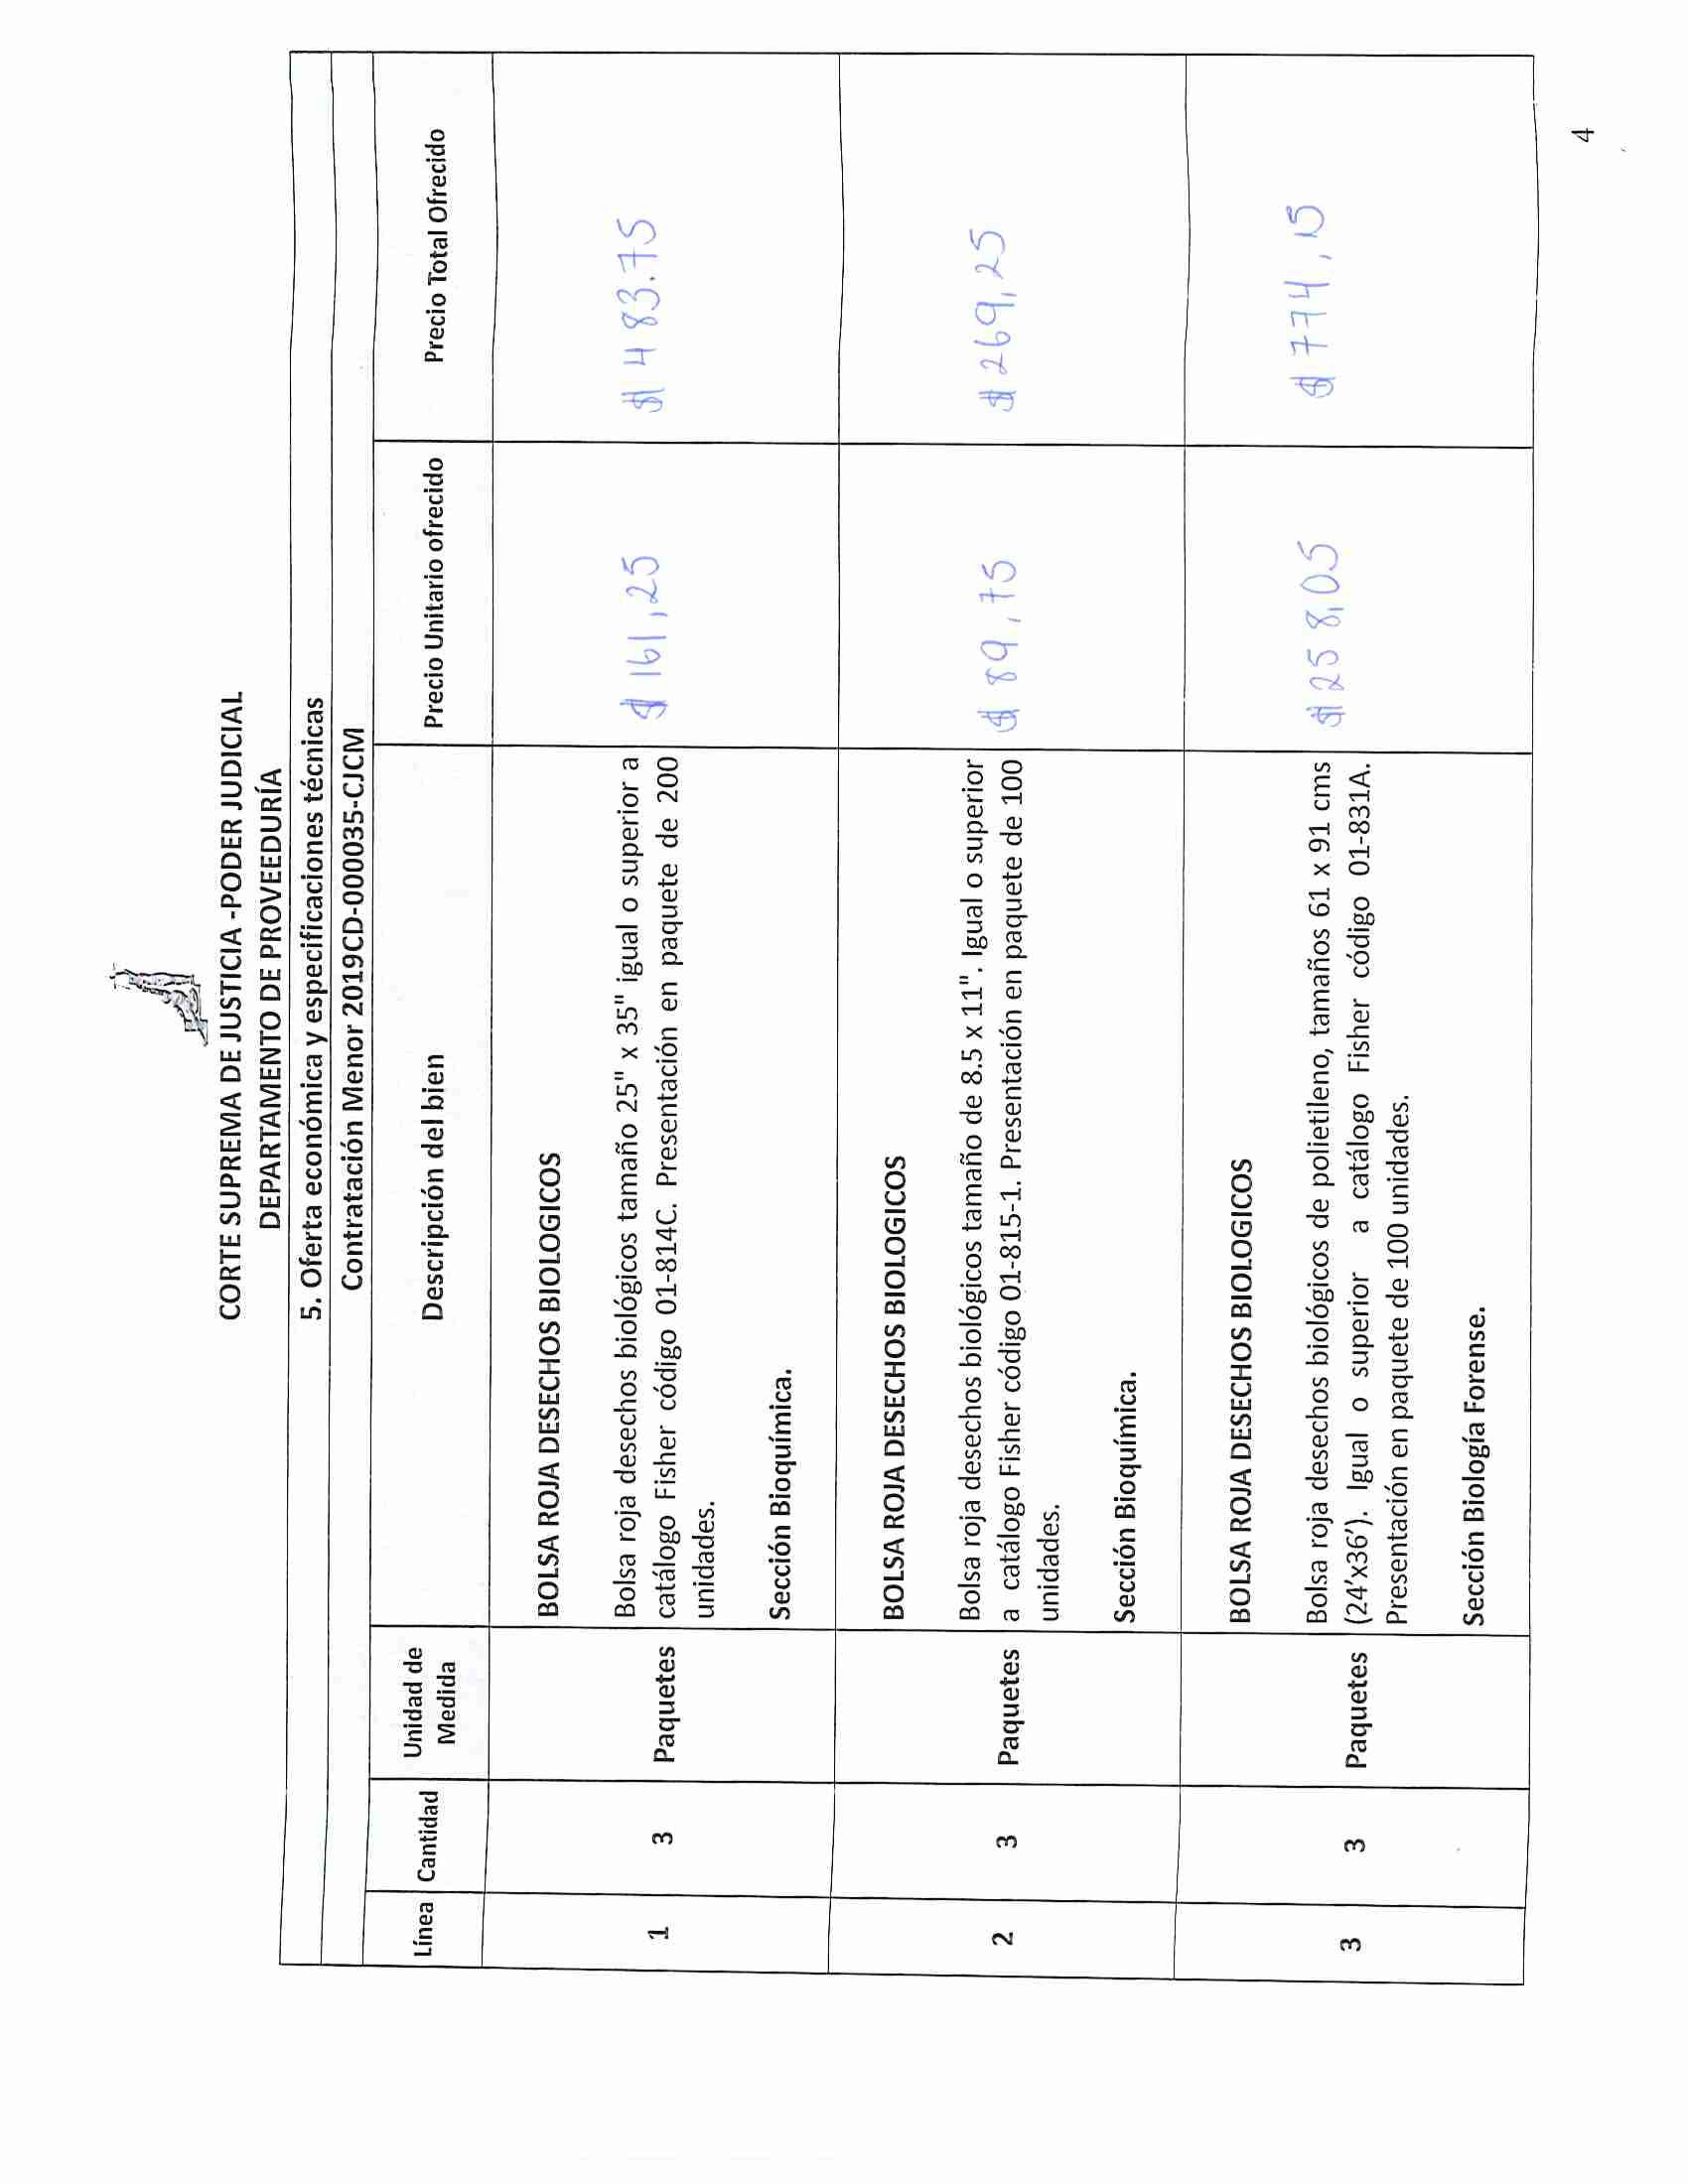 CORTE SUPREMA DE JUSTICIA -PODER JUDICIAL
DEPARTAMENTO DE PROVEEDURÍA
5. Oferta económica y especificaciones técnicas
Contratación Menor 2019CD-000035-CJCM
Línea Cantidad Unidad de Medida Descripción del bien Precio Unitario ofrecido Precio Total Ofrecido
BOLSA ROJA DESECHOS BIOLOGICOS
Bolsa roja desechos biológicos tamaño 25" x 35" igual o superior a
1 3 Paquetes catálogo Fisher código 01-814C. Presentación en paquete de 200 $ 161,25 $ 483.75
unidades.
Sección Bioquímica.
BOLSA ROJA DESECHOS BIOLOGICOS
Bolsa roja desechos biológicos tamaño de 8.5 x 11". Igual o superior
2 3 Paquetes a catálogo Fisher código 01-815-1. Presentación en paquete de 100 $ 89,75 $ 269,25
unidades.
Sección Bioquímica.
BOLSA ROJA DESECHOS BIOLOGICOS
Bolsa roja desechos biológicos de polietileno, tamaños 61 x 91 cms
3 3 Paquetes (24'x36'). Igual o superior a catálogo Fisher código 01-831A. $ 258,05 $ 774,15
Presentación en paquete de 100 unidades.
Sección Biología Forense.
4